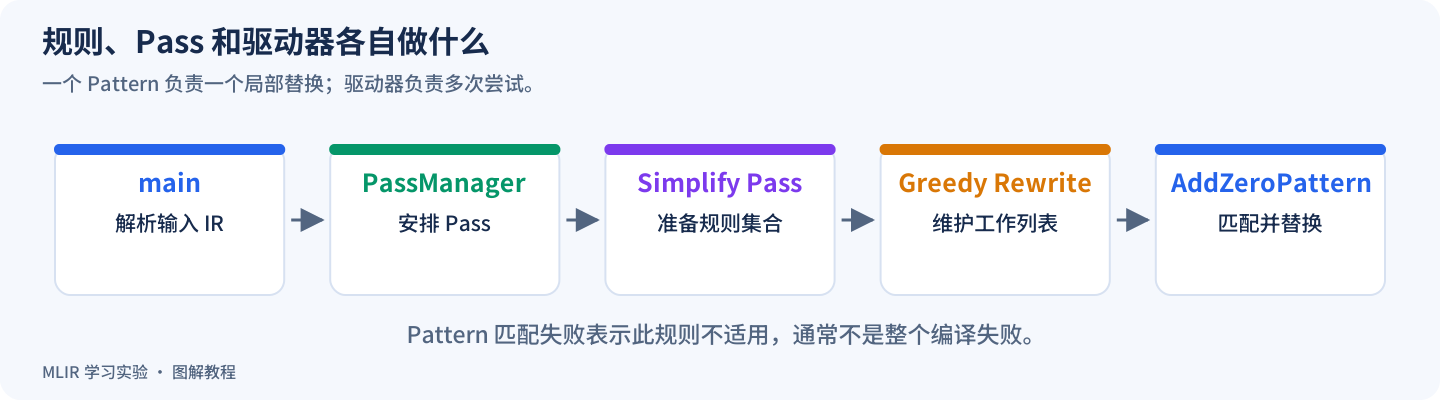 规则、Pass 和驱动器各自做什么
一个 Pattern 负责一个局部替换；驱动器负责多次尝试。
main
解析输入 IR
PassManager
安排 Pass
Simplify Pass
准备规则集合
Greedy Rewrite
维护工作列表
AddZeroPattern
匹配并替换
Pattern 匹配失败表示此规则不适用，通常不是整个编译失败。
MLIR 学习实验 · 图解教程